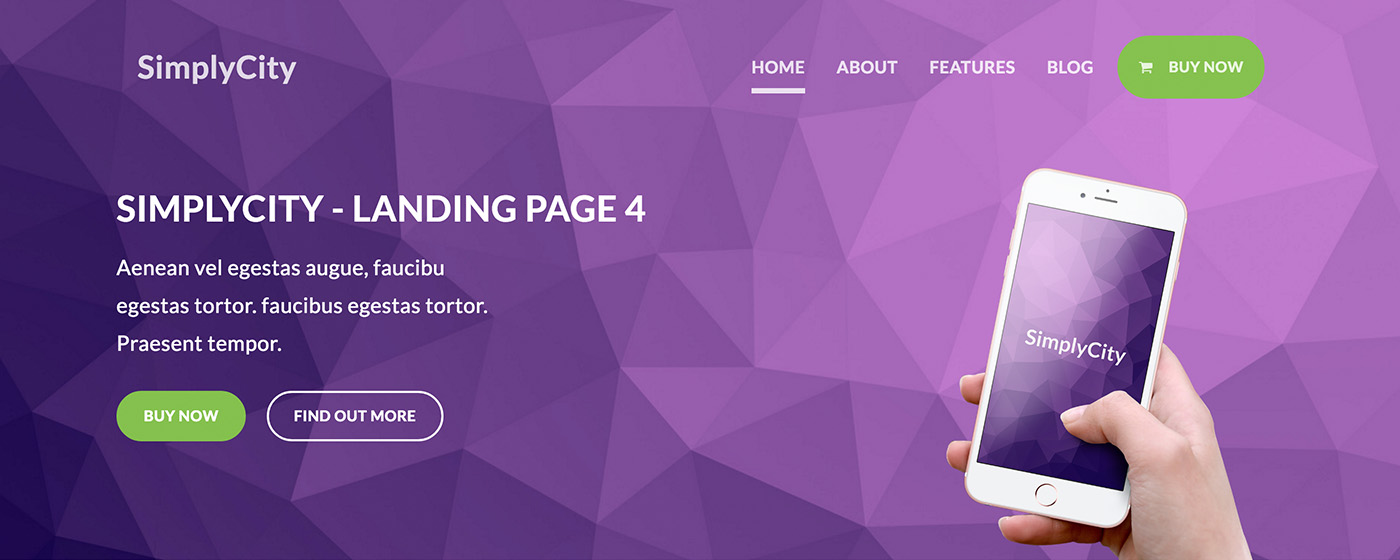 SimplyCity
HOME
ABOUT
FEATURES
BLOG
BUY NOW
SIMPLYCITY - LANDING PAGE 4
Aenean vel egestas augue, faucibu
egestas tortor. faucibus egestas tortor.
Praesent tempor.
BUY NOW
FIND OUT MORE
SimplyCity